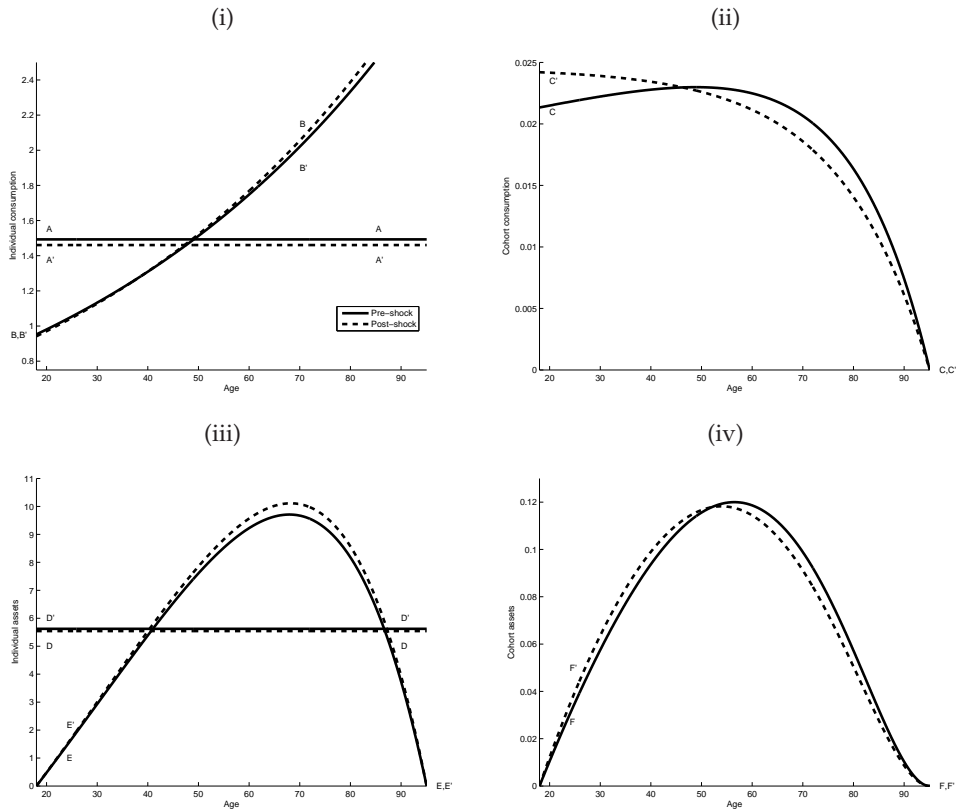 (i)
2.4
2.2
2
1.8
1.6
1.4
1.2
1
0.8
Individual consumption
B
B'
A
A
A'
A'
B,B'
Pre−shock
Post−shock
20 30 40 50 60 70 80 90
Age
(ii)
0.025
0.02
0.015
0.01
0.005
0
Cohort consumption
C'
C
C,C'
20 30 40 50 60 70 80 90
Age
(iii)
11
10
9
8
7
6
5
4
3
2
1
0
Individual assets
D'
D'
D
D
E'
E
E,E'
20 30 40 50 60 70 80 90
Age
(iv)
0.12
0.1
0.08
0.06
0.04
0.02
0
Cohort assets
F'
F
F,F'
20 30 40 50 60 70 80 90
Age